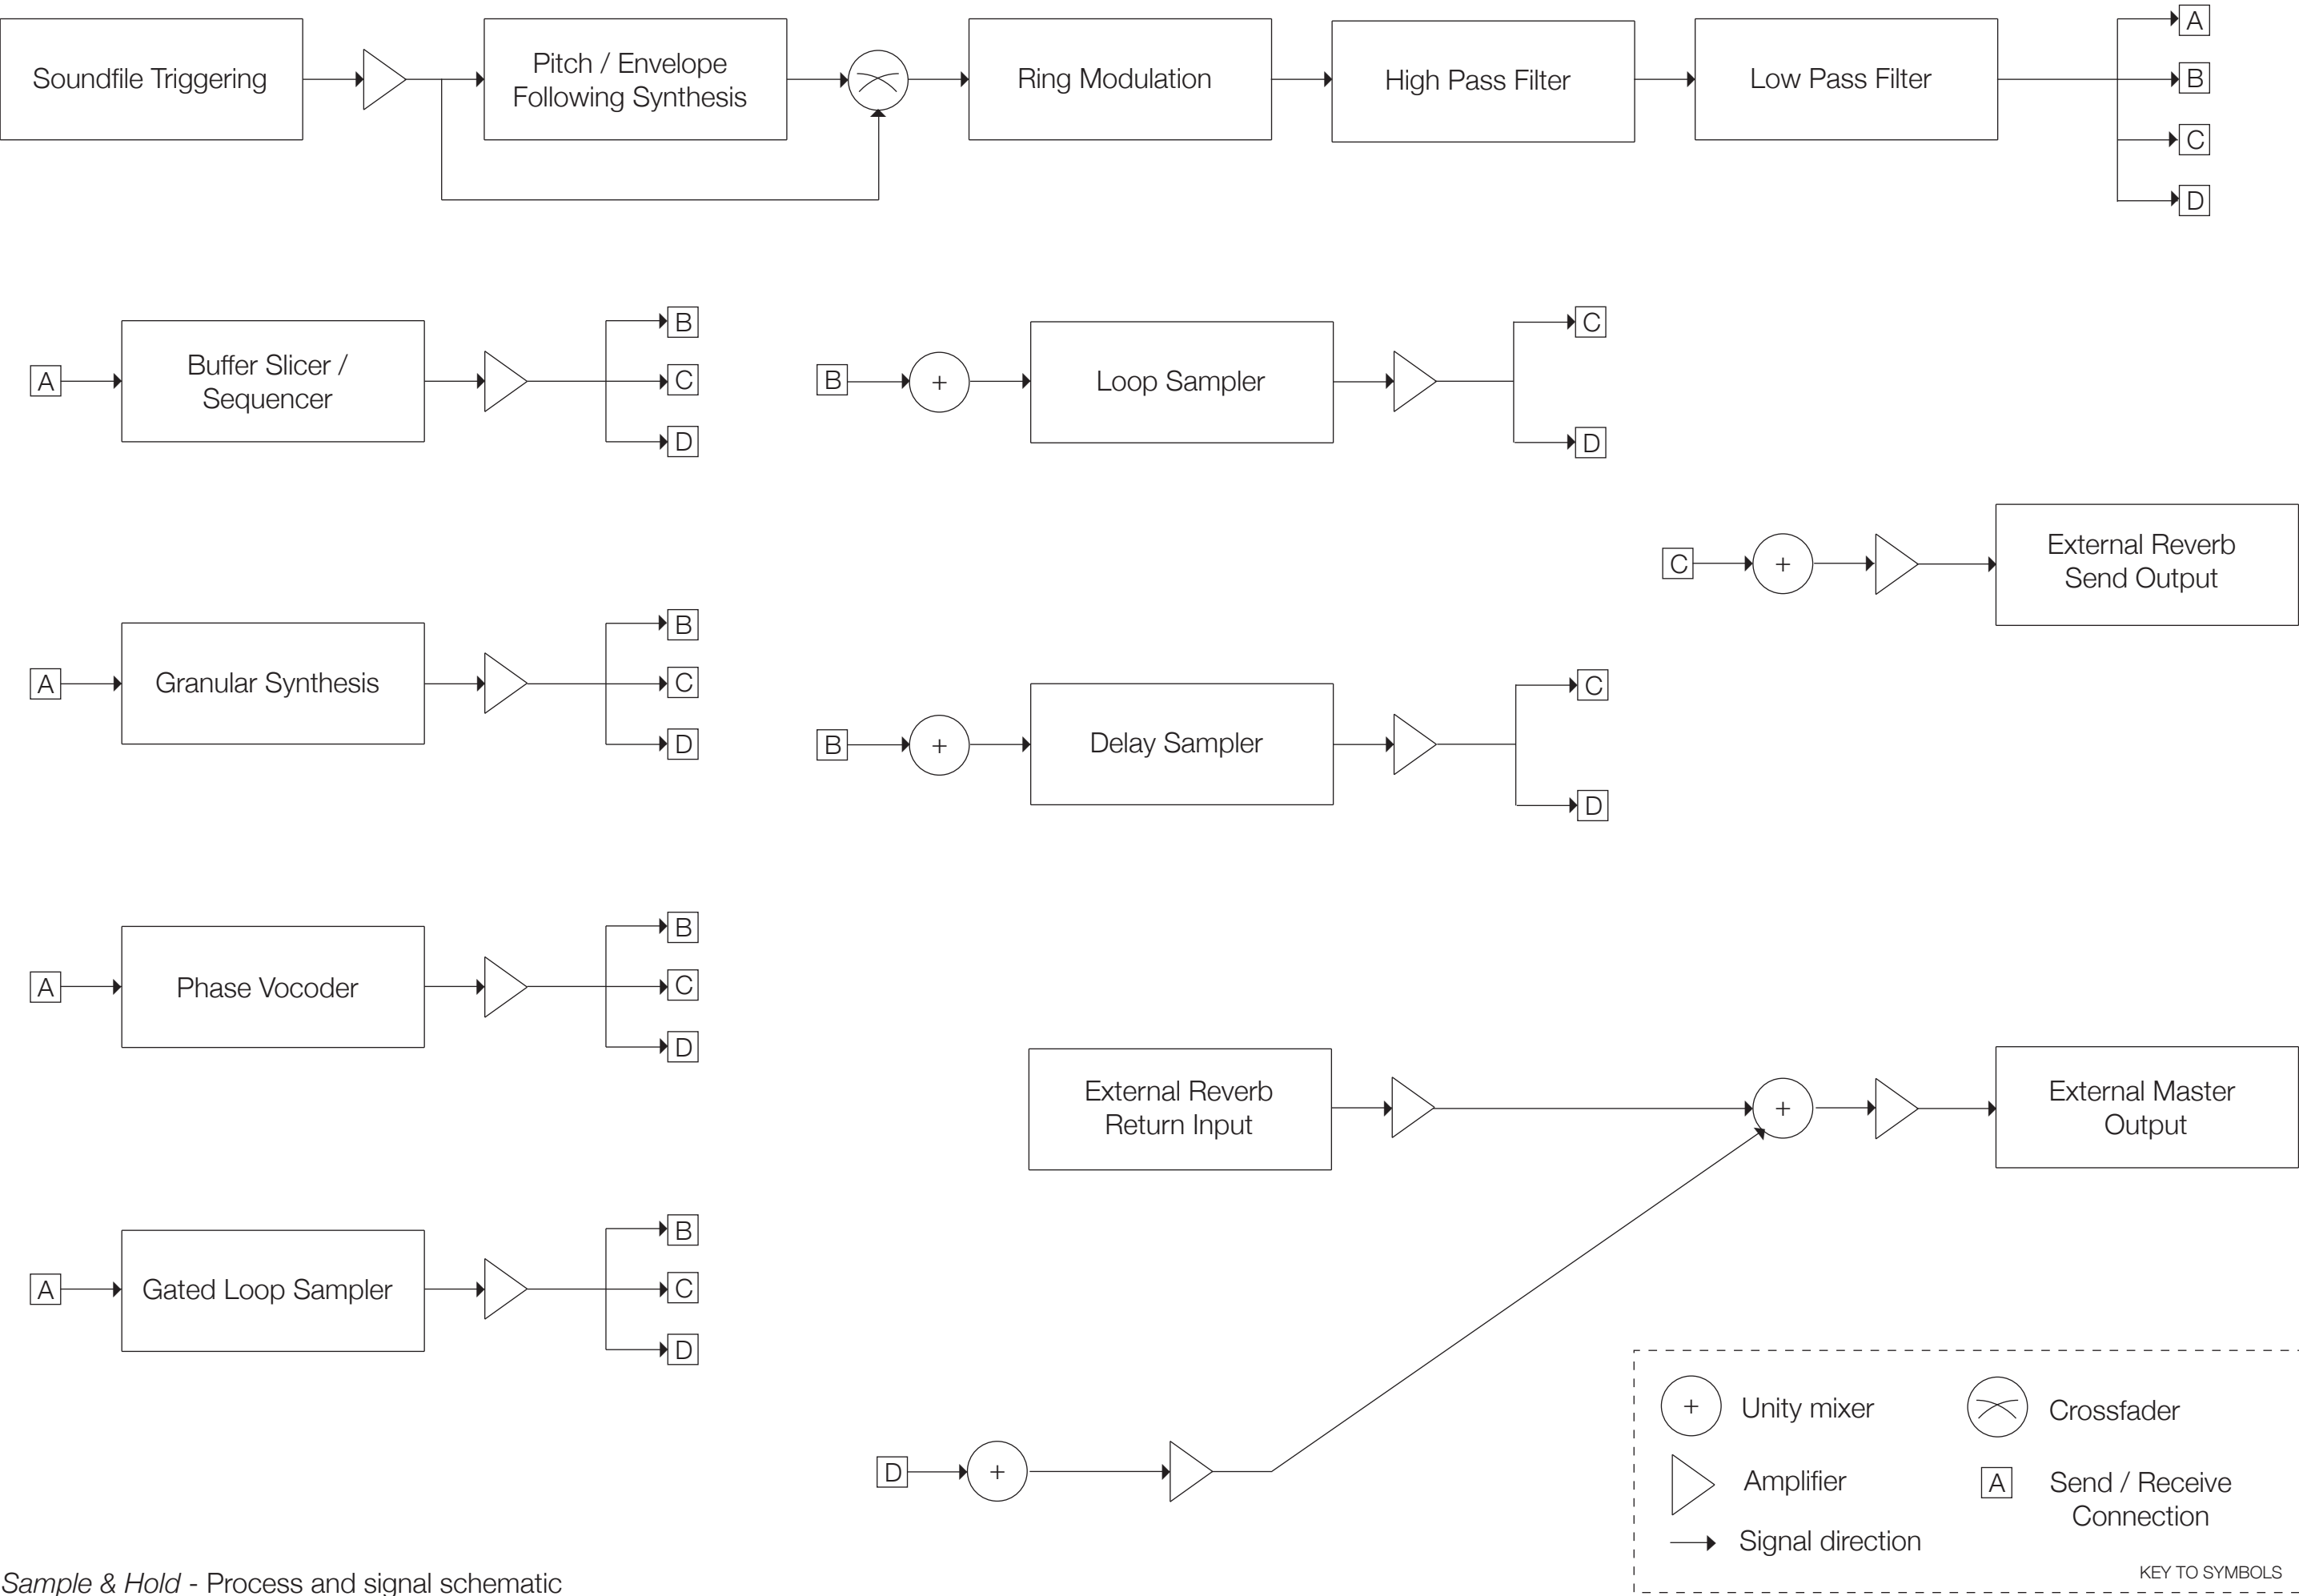 Soundfile Triggering
Pitch / Envelope
Following Synthesis
Ring Modulation
High Pass Filter
Low Pass Filter
A
B
C
D
A
Buffer Slicer /
Sequencer
B
C
D
B
+
Loop Sampler
C
D
C
+
External Reverb
Send Output
A
Granular Synthesis
B
C
D
B
+
Delay Sampler
C
D
A
Phase Vocoder
B
C
D
External Reverb
Return Input
+
External Master
Output
A
Gated Loop Sampler
B
C
D
D
+
+
Unity mixer
Crossfader
Amplifier
A
Send / Receive
Connection
Signal direction
KEY TO SYMBOLS
Sample & Hold - Process and signal schematic